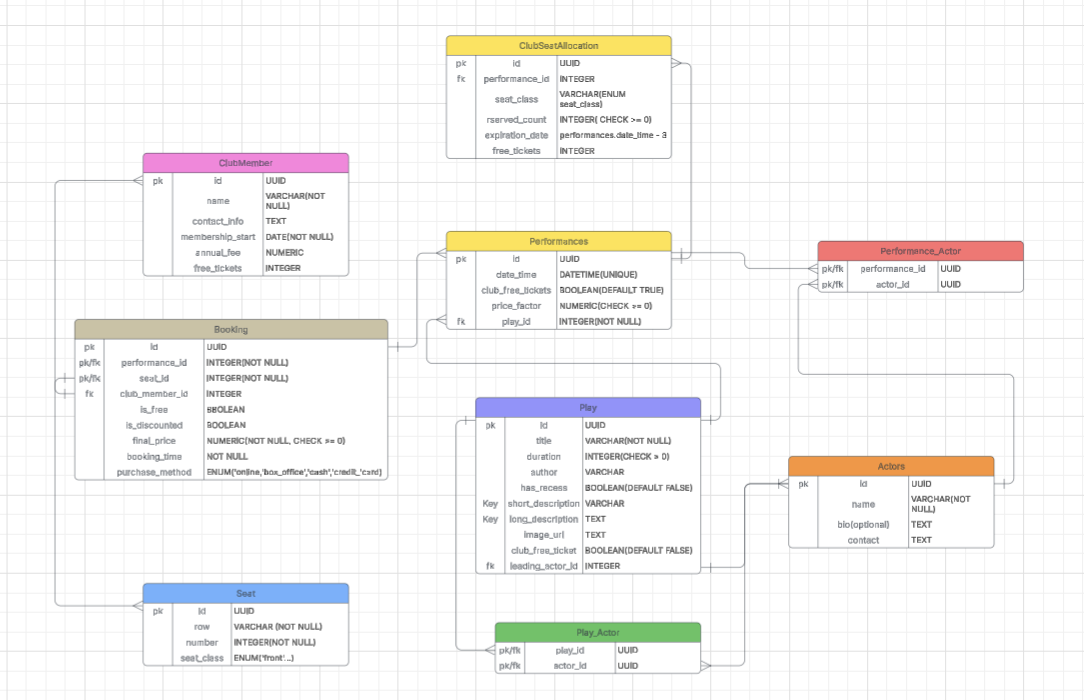 ClubSeatAllocation
pk id UUID
fk performance_id INTEGER
seat_class VARCHAR(ENUM
seat_class)
rserved_count INTEGER( CHECK >= 0)
expiration_date performances.date_time - 3
free_tickets INTEGER
ClubMember
pk id UUID
name VARCHAR(NOT
NULL)
contact_info TEXT
membership_start DATE(NOT NULL)
annual_fee NUMERIC
free_tickets INTEGER
Performances
pk id UUID
date_time DATETIME(UNIQUE)
club_free_tickets BOOLEAN(DEFAULT TRUE)
price_factor NUMERIC(CHECK >= 0)
fk play_id INTEGER(NOT NULL)
Performance_Actor
pk/fk performance_id UUID
pk/fk actor_id UUID
Booking
pk id UUID
pk/fk performance_id INTEGER(NOT NULL)
pk/fk seat_id INTEGER(NOT NULL)
fk club_member_id INTEGER
is_free BBOLEAN
is_discounted BOOLEAN
final_price NUMERIC(NOT NULL, CHECK >= 0)
booking_time NOT NULL
purchase_method ENUM('online,'box_office','cash','credit_'card)
Play
pk id UUID
title VARCHAR(NOT NULL)
duration INTEGER(CHECK > 0)
author VARCHAR
has_recess BOOLEAN(DEFAULT FALSE)
Key short_description VARCHAR
Key long_description TEXT
image_url TEXT
club_free_ticket BOOLEAN(DEFAULT FALSE)
fk leading_actor_id INTEGER
Actors
pk id UUID
name VARCHAR(NOT
NULL)
bio(optional) TEXT
contact TEXT
Seat
pk id UUID
row VARCHAR (NOT NULL)
number INTEGER(NOT NULL)
seat_class ENUM('front'...)
Play_Actor
pk/fk play_id UUID
pk/fk actor_id UUID